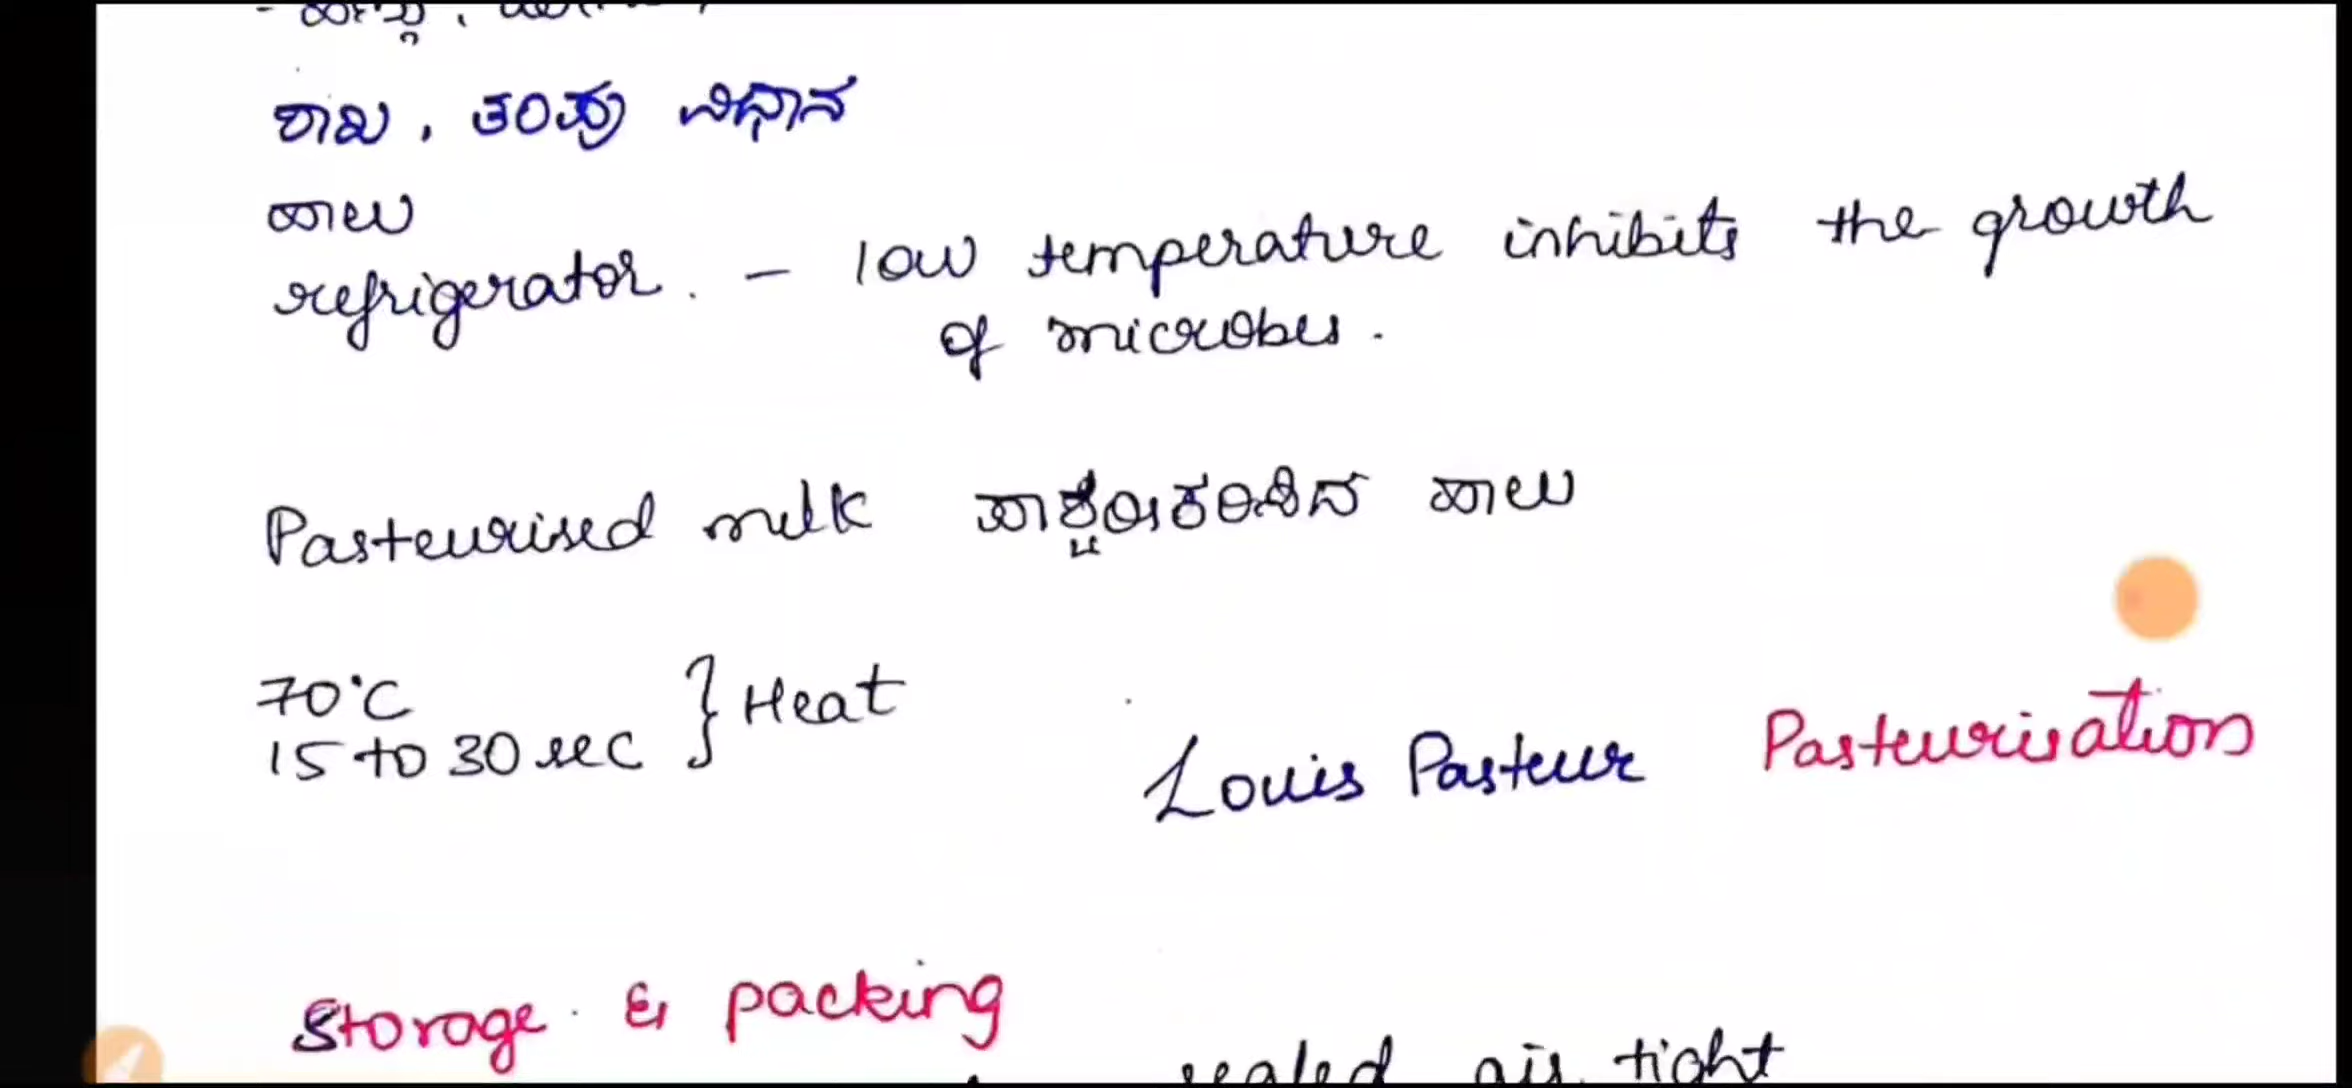 ಶಾಖ, ತಂಪು ವಿಧಾನ
ಹಾಲು
refrigerator. – low temperature inhibits the growth
of microbes.
Pasteurised milk ಪಾಶ್ಚೀಕರಿಸಿದ ಹಾಲು
70°C
15 to 30 sec } Heat
Louis Pasteur Pasteurisation
Storage & packing
sealed air tight